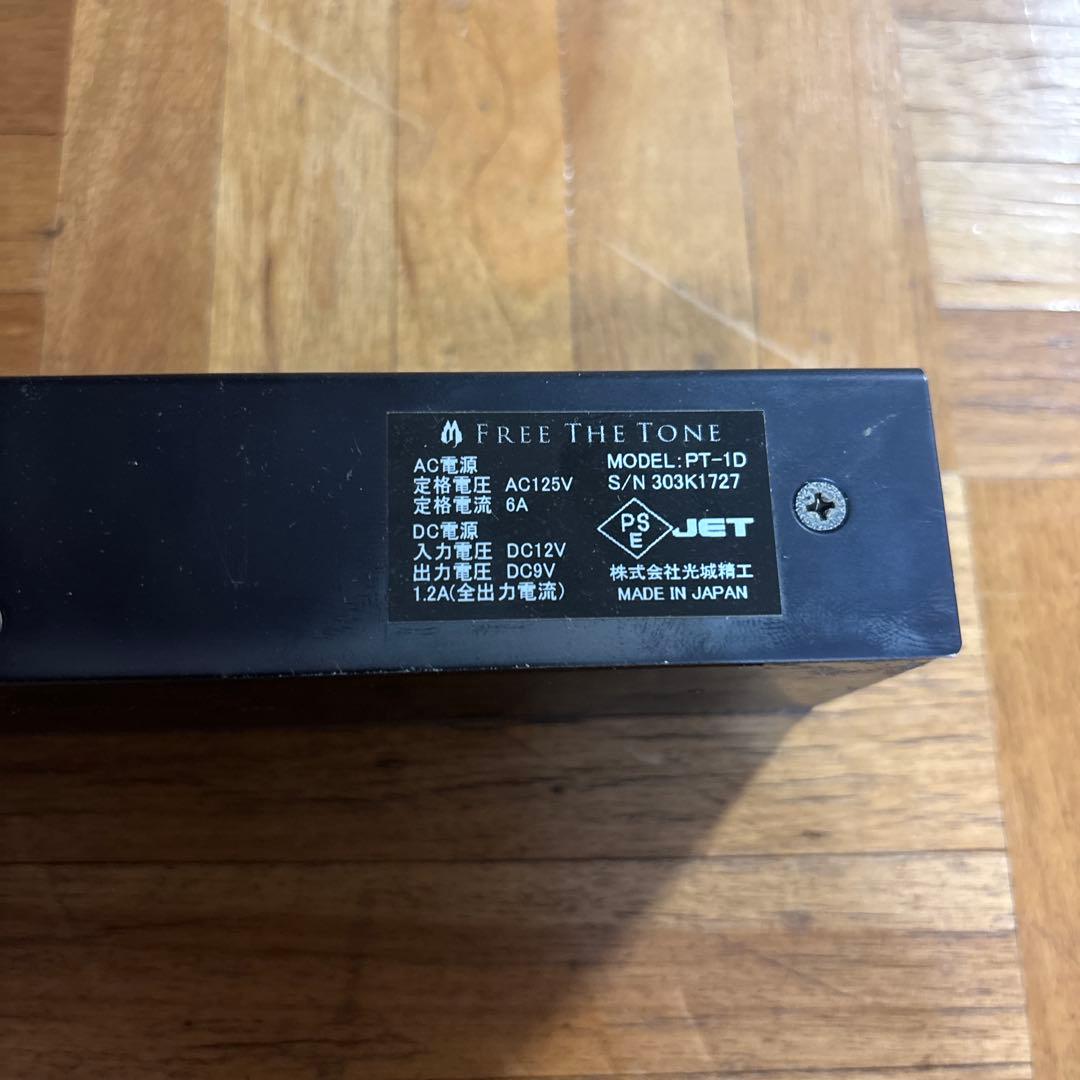 FREE THE TONE
AC電源
定格電圧 AC125V
定格電流 6A
DC電源
入力電圧 DC12V
出力電圧 DC9V
1.2A(全出力電流)
MODEL:PT-1D
S/N 303K1727
PS
E
JET
株式会社光城精工
MADE IN JAPAN